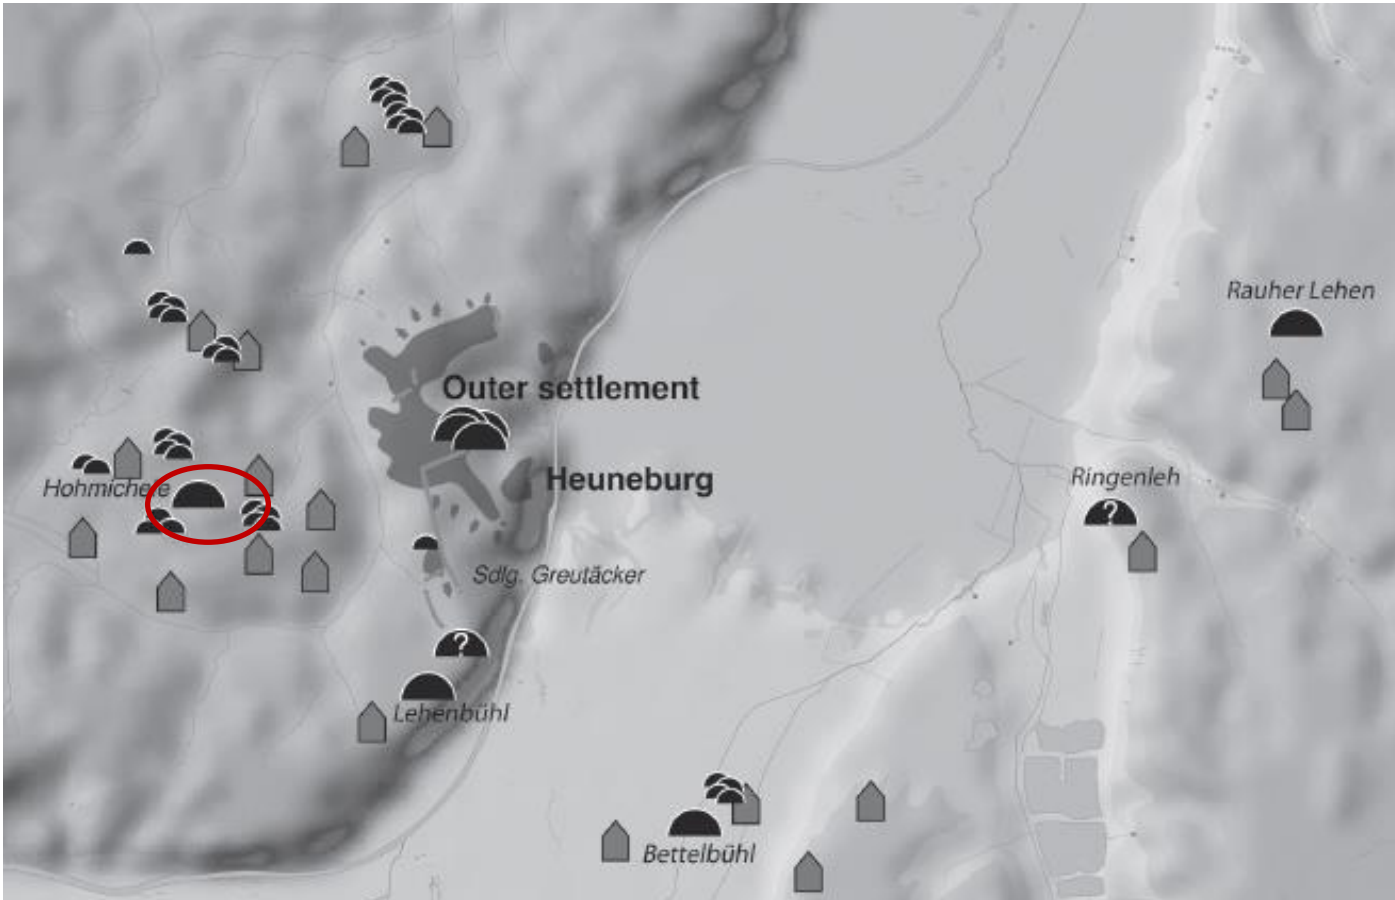 Rauher Lehen
Outer settlement
Heuneburg
Ringenleh
?
Hohmichele
Sdlg. Greutäcker
?
Lehenbühl
Bettelbühl